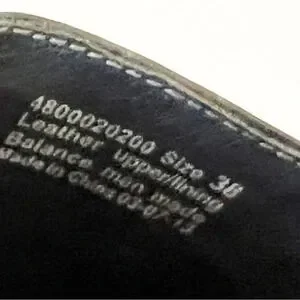 4800020200 Size 38
Leather upper/lining
Balance man made
Made in China 03-07-13